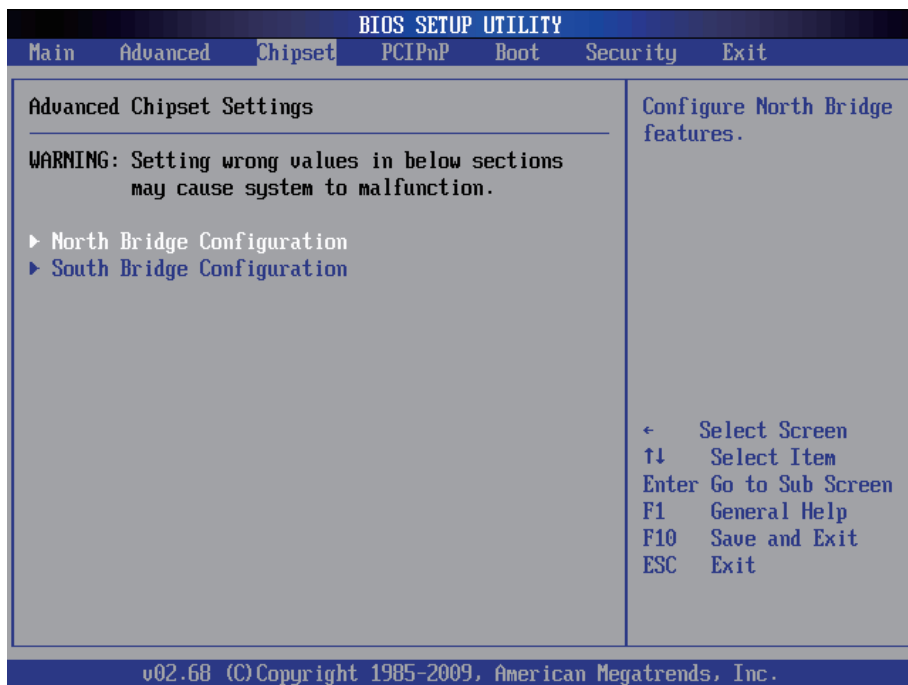 BIOS SETUP UTILITY
Main Advanced Chipset PCIPnP Boot Security Exit
Advanced Chipset Settings
WARNING: Setting wrong values in below sections
may cause system to malfunction.
► North Bridge Configuration
► South Bridge Configuration
Configure North Bridge
features.
← Select Screen
↑↓ Select Item
Enter Go to Sub Screen
F1 General Help
F10 Save and Exit
ESC Exit
v02.68 (C)Copyright 1985-2009, American Megatrends, Inc.